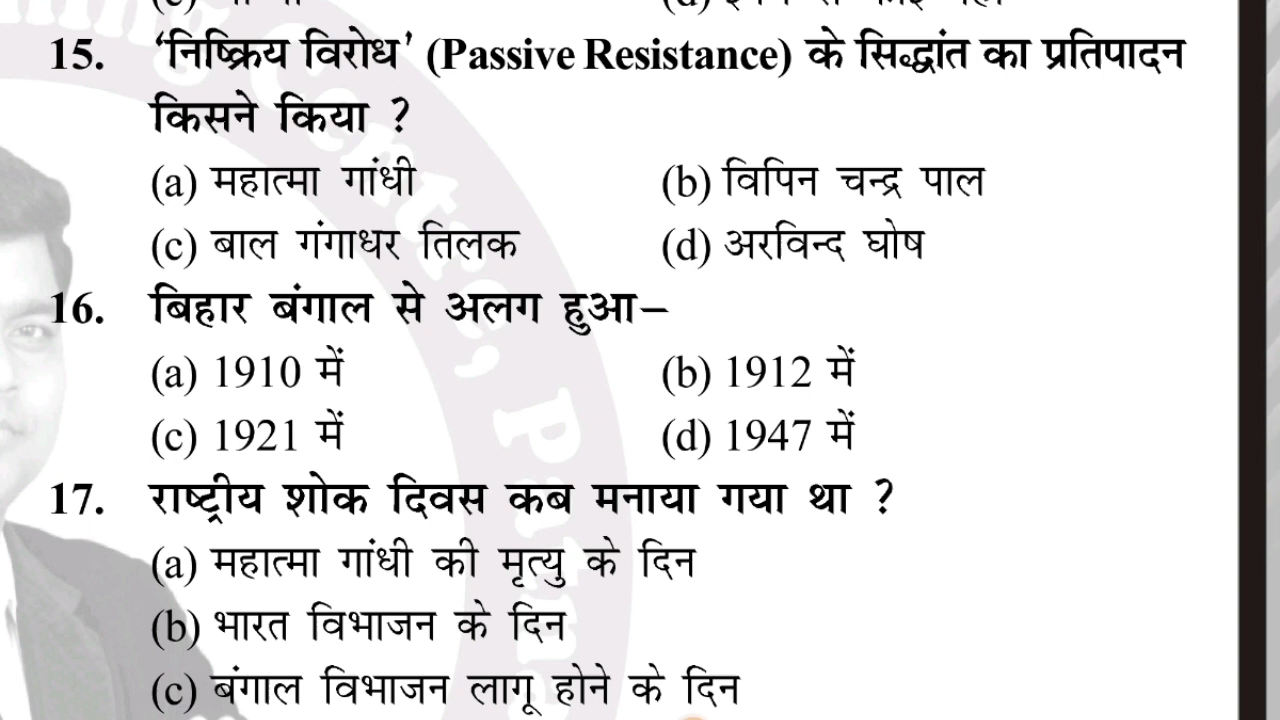 15. ‘निष्क्रिय विरोध’ (Passive Resistance) के सिद्धांत का प्रतिपादन
किसने किया ?
(a) महात्मा गांधी (b) विपिन चन्द्र पाल
(c) बाल गंगाधर तिलक (d) अरविन्द घोष
16. बिहार बंगाल से अलग हुआ–
(a) 1910 में (b) 1912 में
(c) 1921 में (d) 1947 में
17. राष्ट्रीय शोक दिवस कब मनाया गया था ?
(a) महात्मा गांधी की मृत्यु के दिन
(b) भारत विभाजन के दिन
(c) बंगाल विभाजन लागू होने के दिन